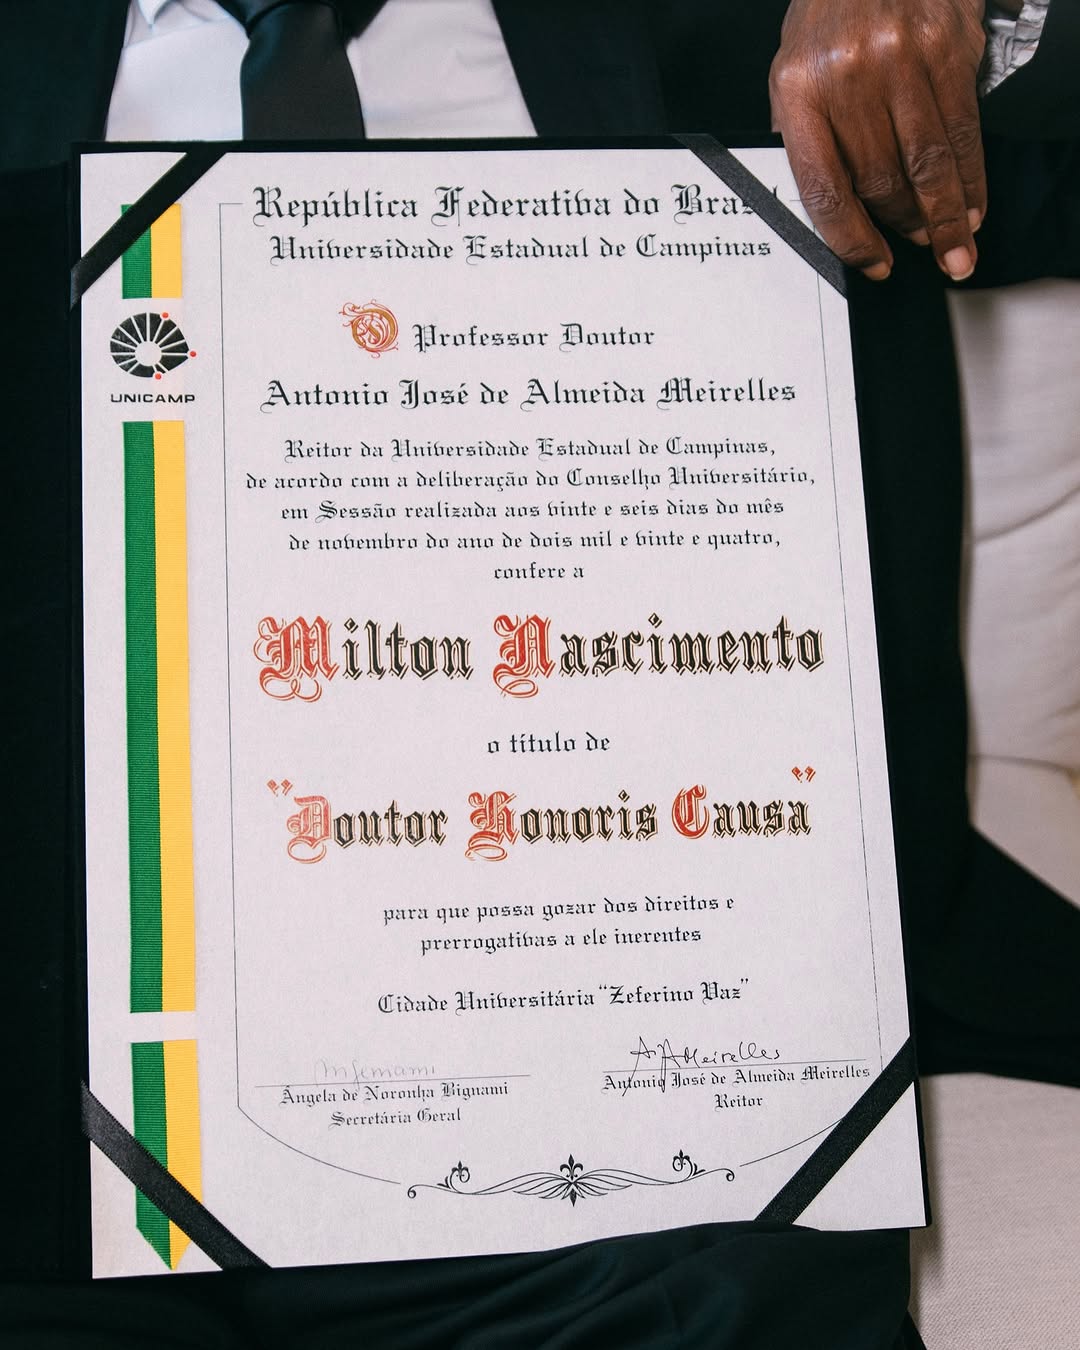 República Federativa do Brasil
Universidade Estadual de Campinas
O Professor Doutor
Antonio José de Almeida Meirelles
Reitor da Universidade Estadual de Campinas,
de acordo com a deliberação do Conselho Universitário,
em Sessão realizada aos vinte e seis dias do mês
de novembro do ano de dois mil e vinte e quatro,
confere a
Milton Nascimento
o título de
"Doutor Honoris Causa"
para que possa gozar dos direitos e
prerrogativas a ele inerentes
Cidade Universitária "Zeferino Vaz"
A.J.A Meirelles
Ângela de Noronha Bignami
Secretária Geral
Antonio José de Almeida Meirelles
Reitor
UNICAMP